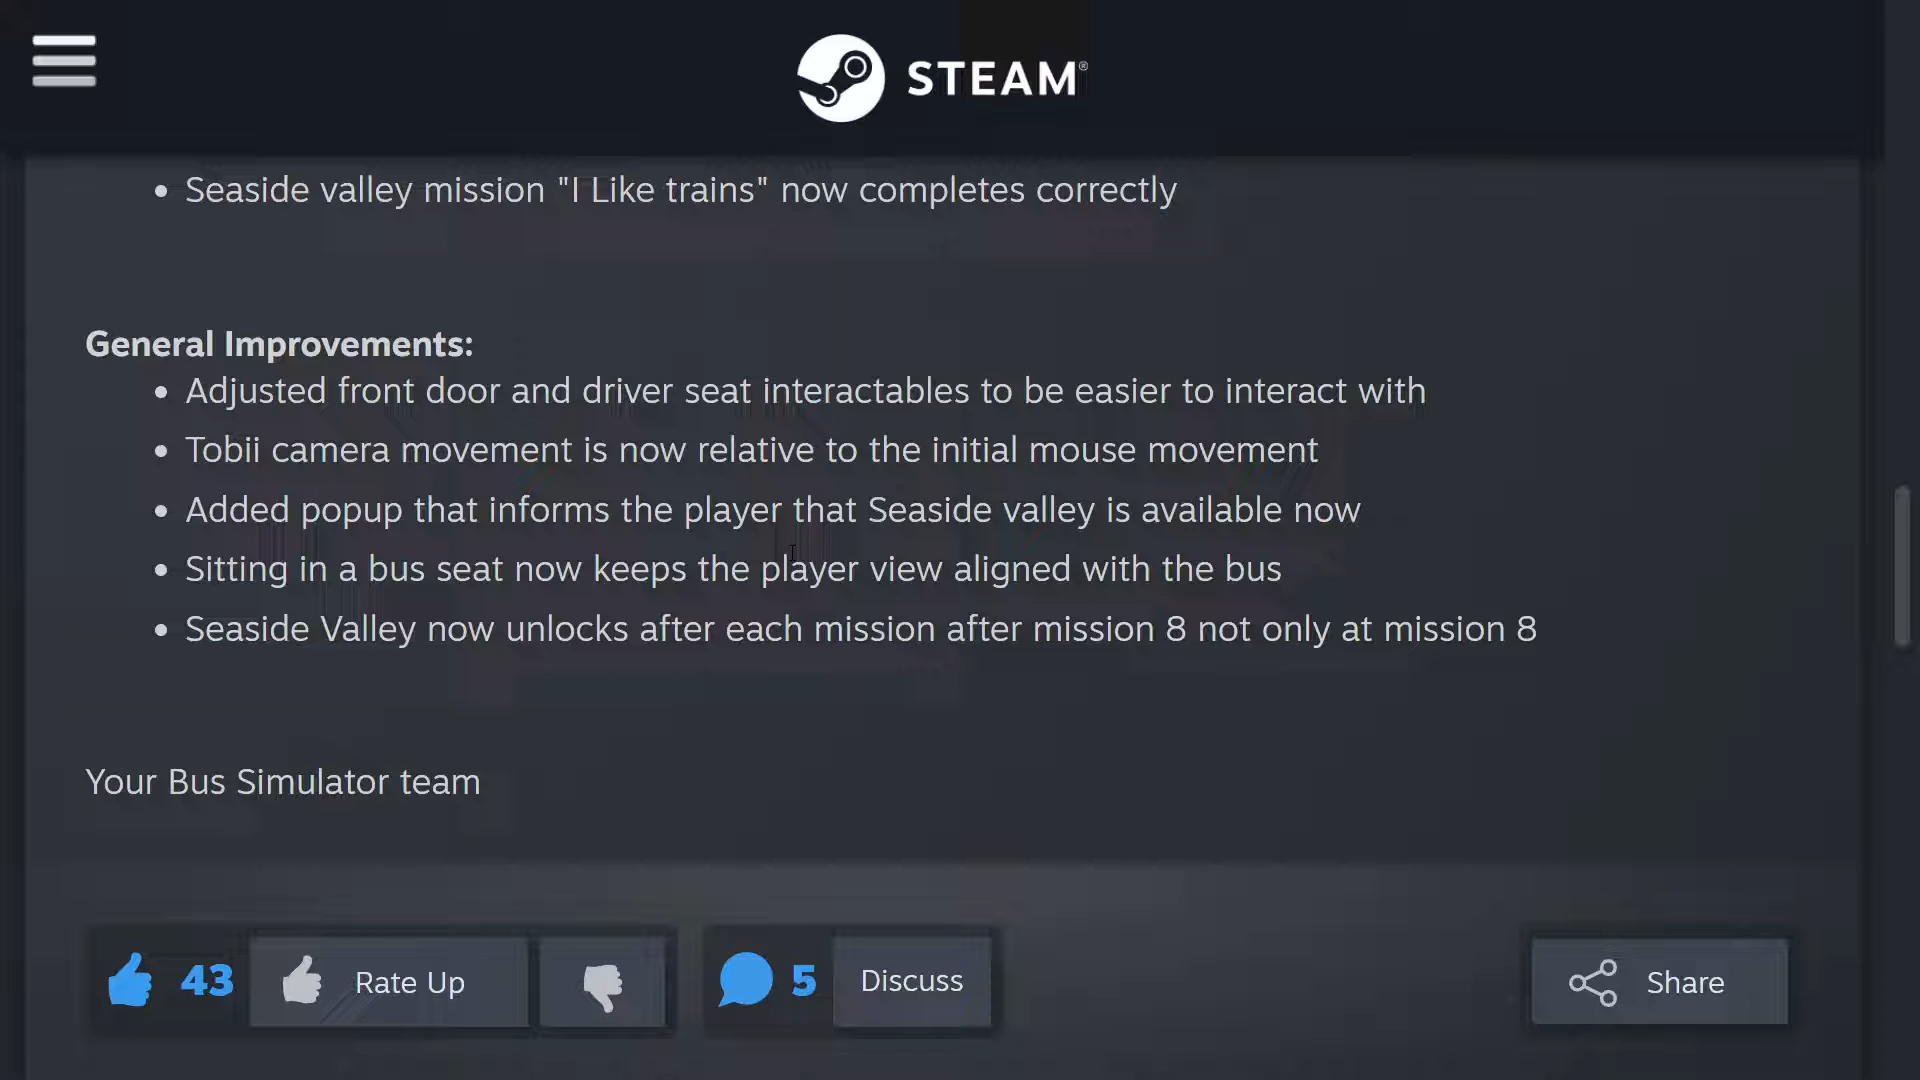 STEAM®
• Seaside valley mission "I Like trains" now completes correctly
General Improvements:
• Adjusted front door and driver seat interactables to be easier to interact with
• Tobii camera movement is now relative to the initial mouse movement
• Added popup that informs the player that Seaside valley is available now
• Sitting in a bus seat now keeps the player view aligned with the bus
• Seaside Valley now unlocks after each mission after mission 8 not only at mission 8
Your Bus Simulator team
43 Rate Up 5 Discuss Share